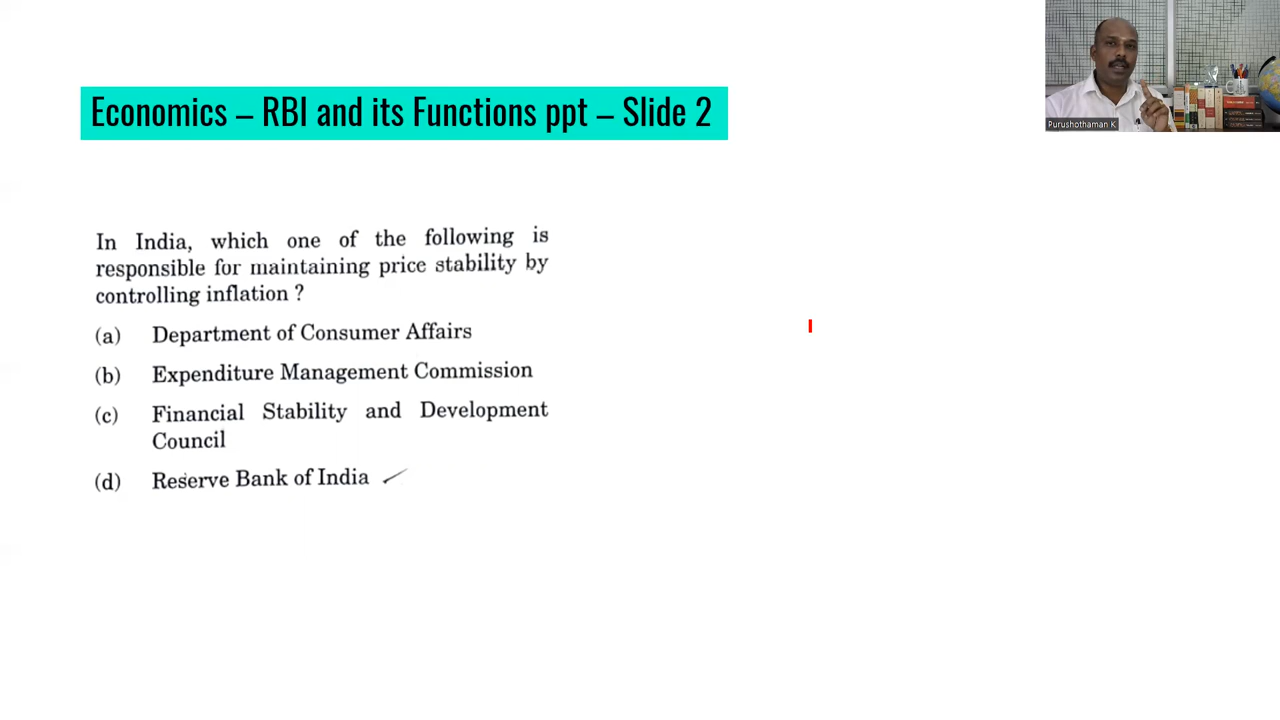 Economics – RBI and its Functions ppt – Slide 2
Purushothaman K
In India, which one of the following is
responsible for maintaining price stability by
controlling inflation ?
(a) Department of Consumer Affairs
(b) Expenditure Management Commission
(c) Financial Stability and Development
Council
(d) Reserve Bank of India